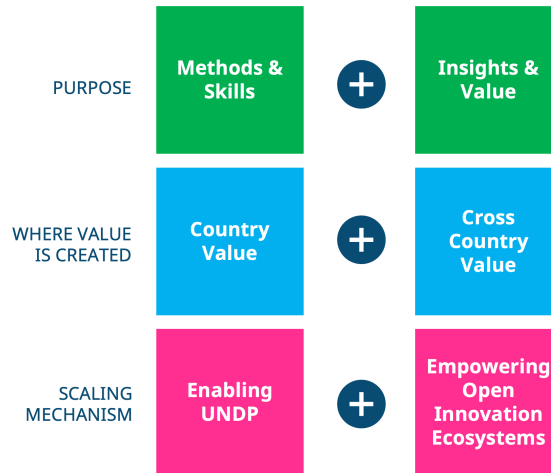 PURPOSE
Methods &
Skills
+
Insights &
Value
WHERE VALUE
IS CREATED
Country
Value
+
Cross
Country
Value
SCALING
MECHANISM
Enabling
UNDP
+
Empowering
Open
Innovation
Ecosystems